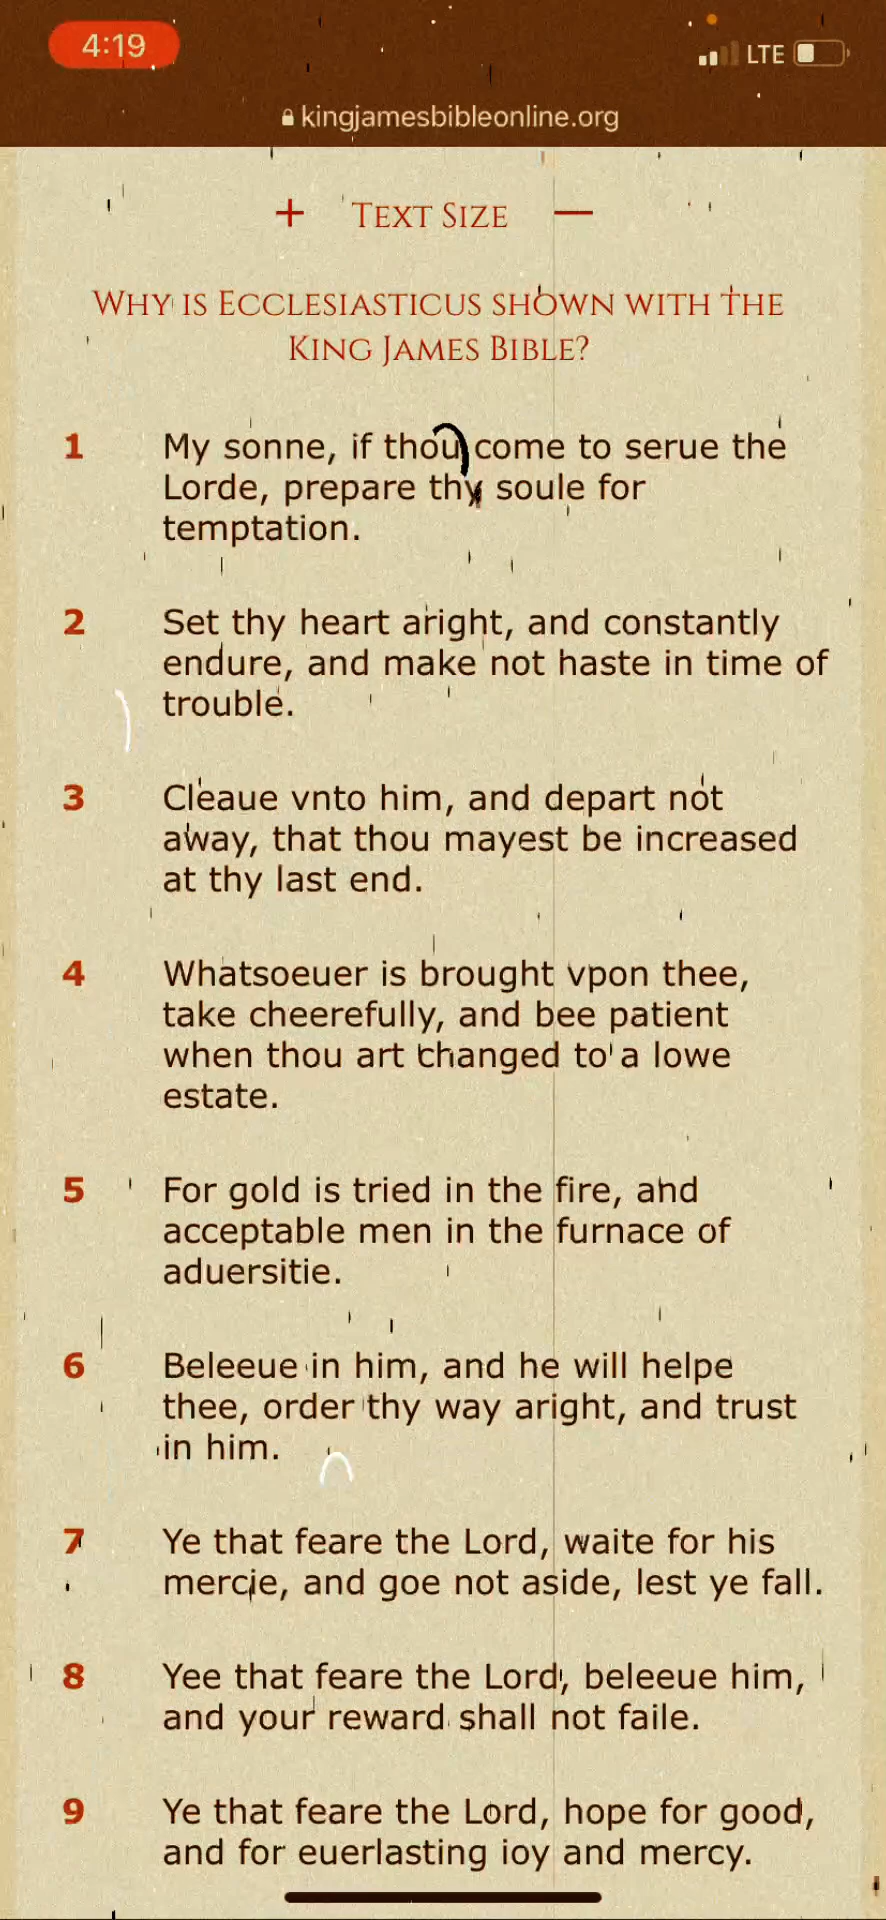 4:19
LTE
kingjamesbibleonline.org
+ TEXT SIZE —
WHY IS ECCLESIASTICUS SHOWN WITH THE
KING JAMES BIBLE?
1 My sonne, if thou come to serue the
Lorde, prepare thy soule for
temptation.
2 Set thy heart aright, and constantly
endure, and make not haste in time of
trouble.
3 Cleaue vnto him, and depart not
away, that thou mayest be increased
at thy last end.
4 Whatsoeuer is brought vpon thee,
take cheerefully, and bee patient
when thou art changed to a lowe
estate.
5 For gold is tried in the fire, and
acceptable men in the furnace of
aduersitie.
6 Beleeue in him, and he will helpe
thee, order thy way aright, and trust
in him.
7 Ye that feare the Lord, waite for his
mercie, and goe not aside, lest ye fall.
8 Yee that feare the Lord, beleeue him,
and your reward shall not faile.
9 Ye that feare the Lord, hope for good,
and for euerlasting ioy and mercy.